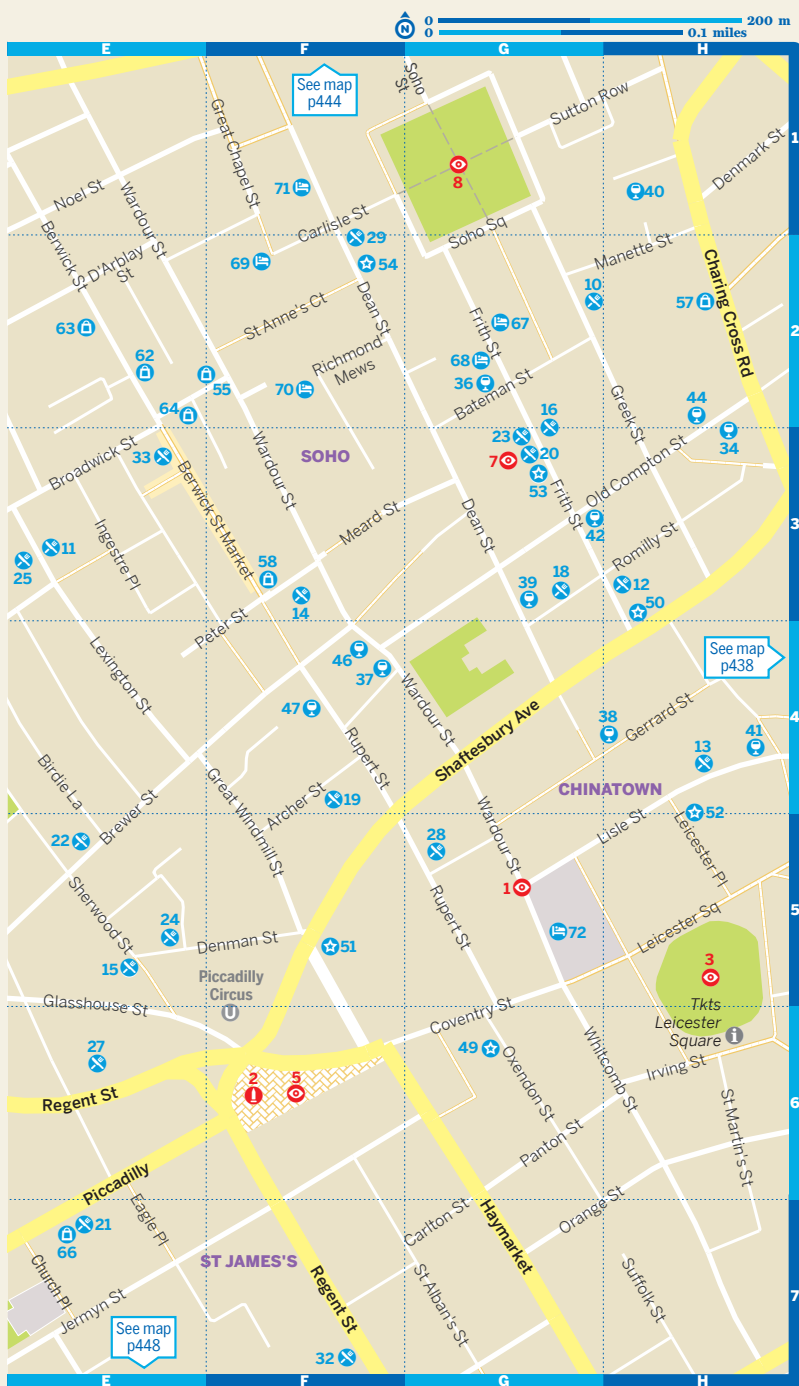 0 200 m
N
0 0.1 miles
E F G H
See map
p444
Soho
St
Sutton Row
Great Chapel St
1
8
Denmark St
Noel St
Wardour St
71
40
Carlisle St
29
Soho Sq
Berwick St
D'Arblay
St
69
54
Manette St
Charing Cross Rd
10
57
St Anne's Ct
Dean St
Frith St
67
2
63
62
55
Richmond
Mews
68
36
70
Bateman St
Greek St
44
64
16
34
23
Broadwick St
33
Wardour St
SOHO
7
20
53
Old Compton St
Berwick St Market
Frith St
Meard St
Dean St
42
3
Ingestre Pl
11
25
Romilly St
58
39
18
12
14
50
Peter St
Lexington St
46
37
See map
p438
Wardour St
47
Shaftesbury Ave
38
Gerrard St
4
41
Rupert St
13
Birdie La
Great Windmill St
CHINATOWN
Archer St
19
Brewer St
Wardour St
52
Lisle St
Leicester Pl
22
28
Sherwood St
1
Rupert St
24
Leicester Sq
5
72
Denman St
51
3
15
Piccadilly
Circus
Glasshouse St
Tkts
Leicester
Square
Coventry St
27
49
Oxendon St
Whitcomb St
Irving St
2
5
Regent St
6
St Martin's St
Panton St
Piccadilly
Eagle Pl
Orange St
21
66
Carlton St
Haymarket
ST JAMES'S
Church Pl
Regent St
St Alban's St
Suffolk St
7
Jermyn St
See map
p448
32
E F G H